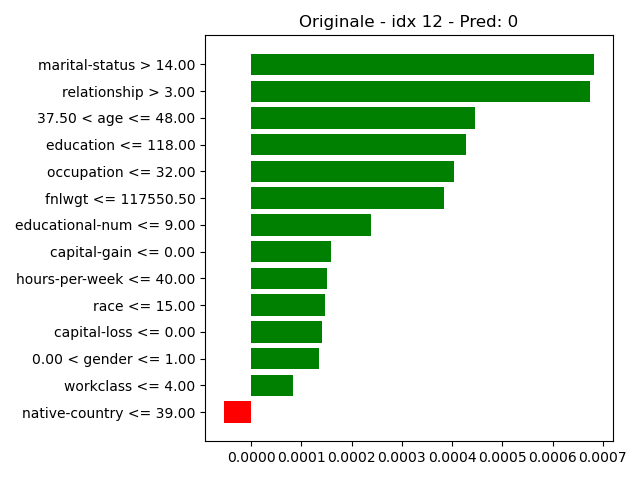 Originale - idx 12 - Pred: 0
marital-status > 14.00
relationship > 3.00
37.50 < age <= 48.00
education <= 118.00
occupation <= 32.00
fnlwgt <= 117550.50
educational-num <= 9.00
capital-gain <= 0.00
hours-per-week <= 40.00
race <= 15.00
capital-loss <= 0.00
0.00 < gender <= 1.00
workclass <= 4.00
native-country <= 39.00
0.0000 0.0001 0.0002 0.0003 0.0004 0.0005 0.0006 0.0007